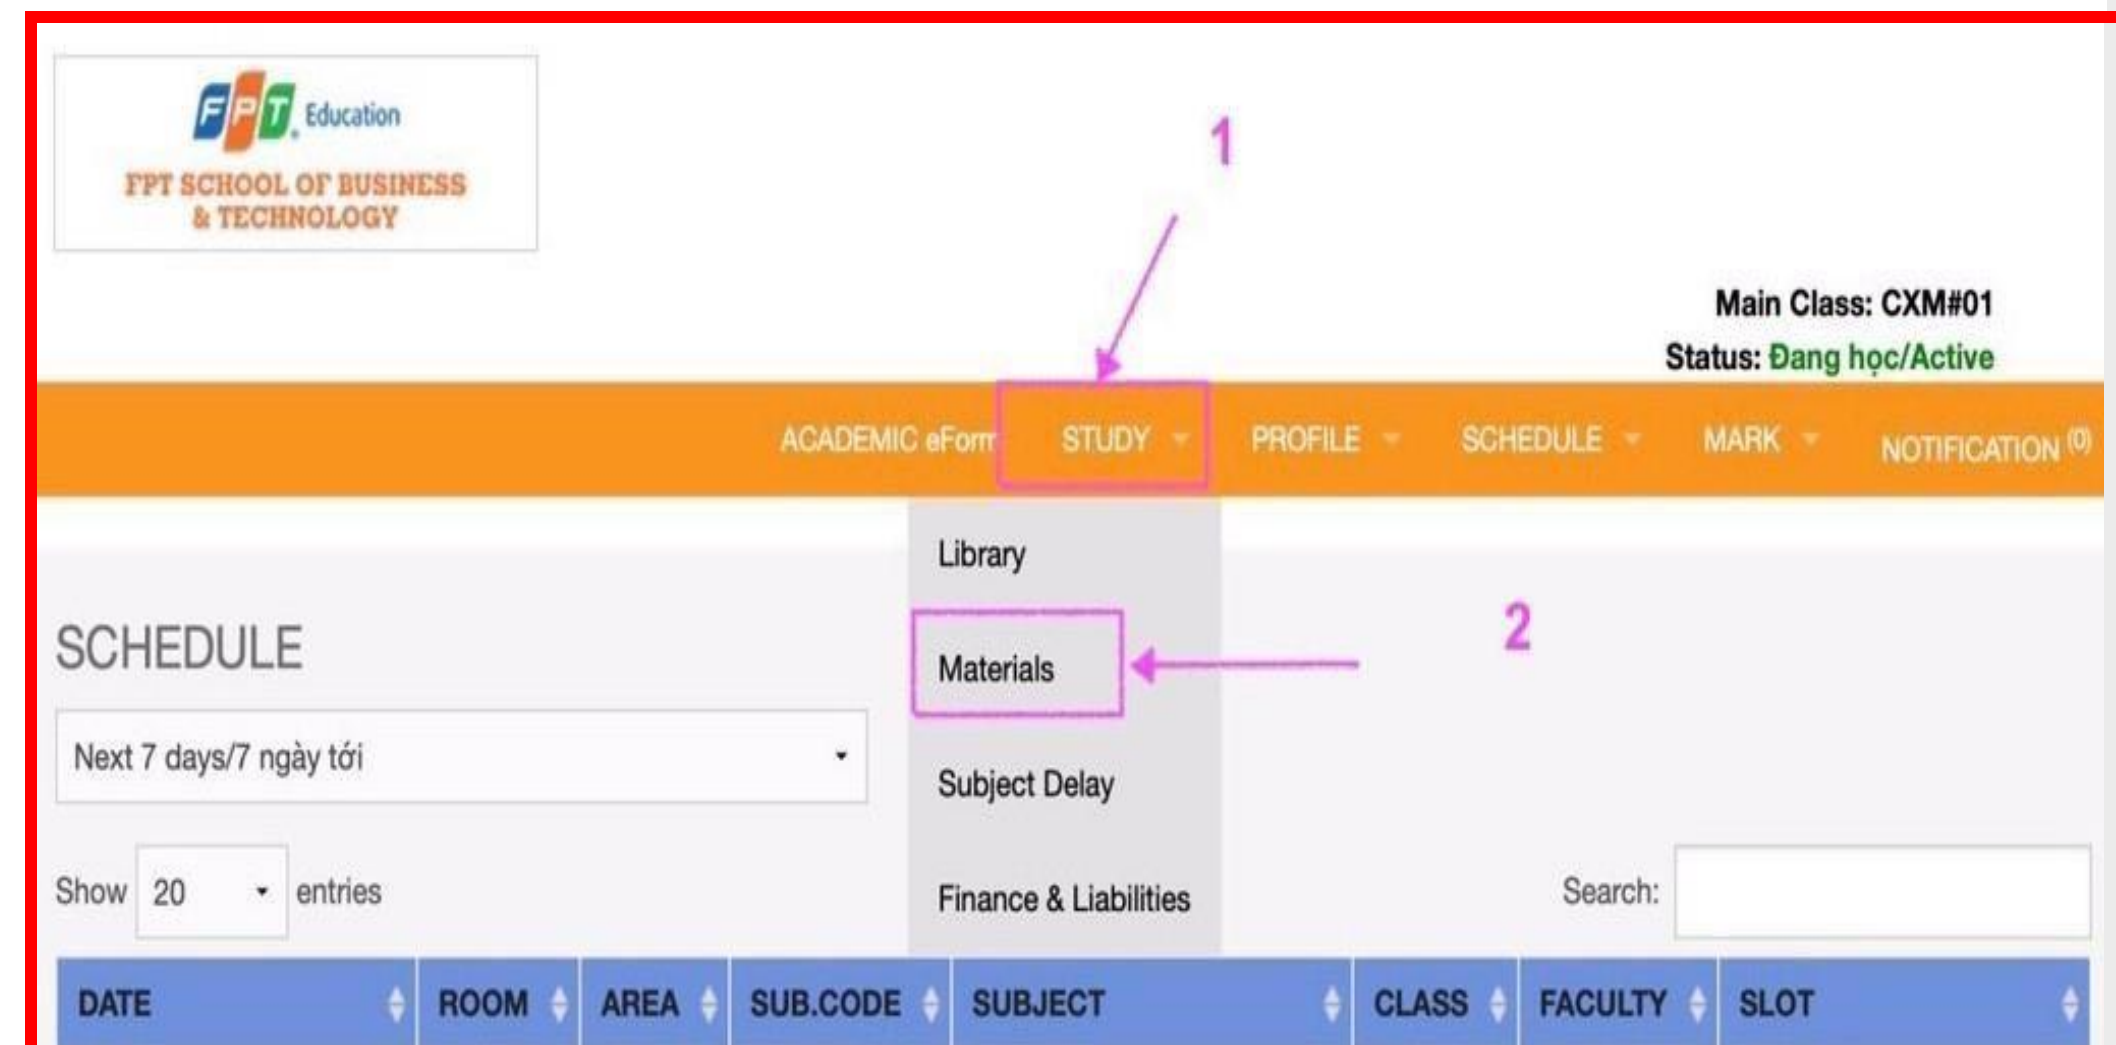 FPT Education
FPT SCHOOL OF BUSINESS
& TECHNOLOGY
1
Main Class: CXM#01
Status: Đang học/Active
ACADEMIC eForm STUDY PROFILE SCHEDULE MARK NOTIFICATION (0)
Library
Materials
2
Subject Delay
Finance & Liabilities
SCHEDULE
Next 7 days/7 ngày tới
Show 20 entries
Search:
DATE ROOM AREA SUB.CODE SUBJECT CLASS FACULTY SLOT